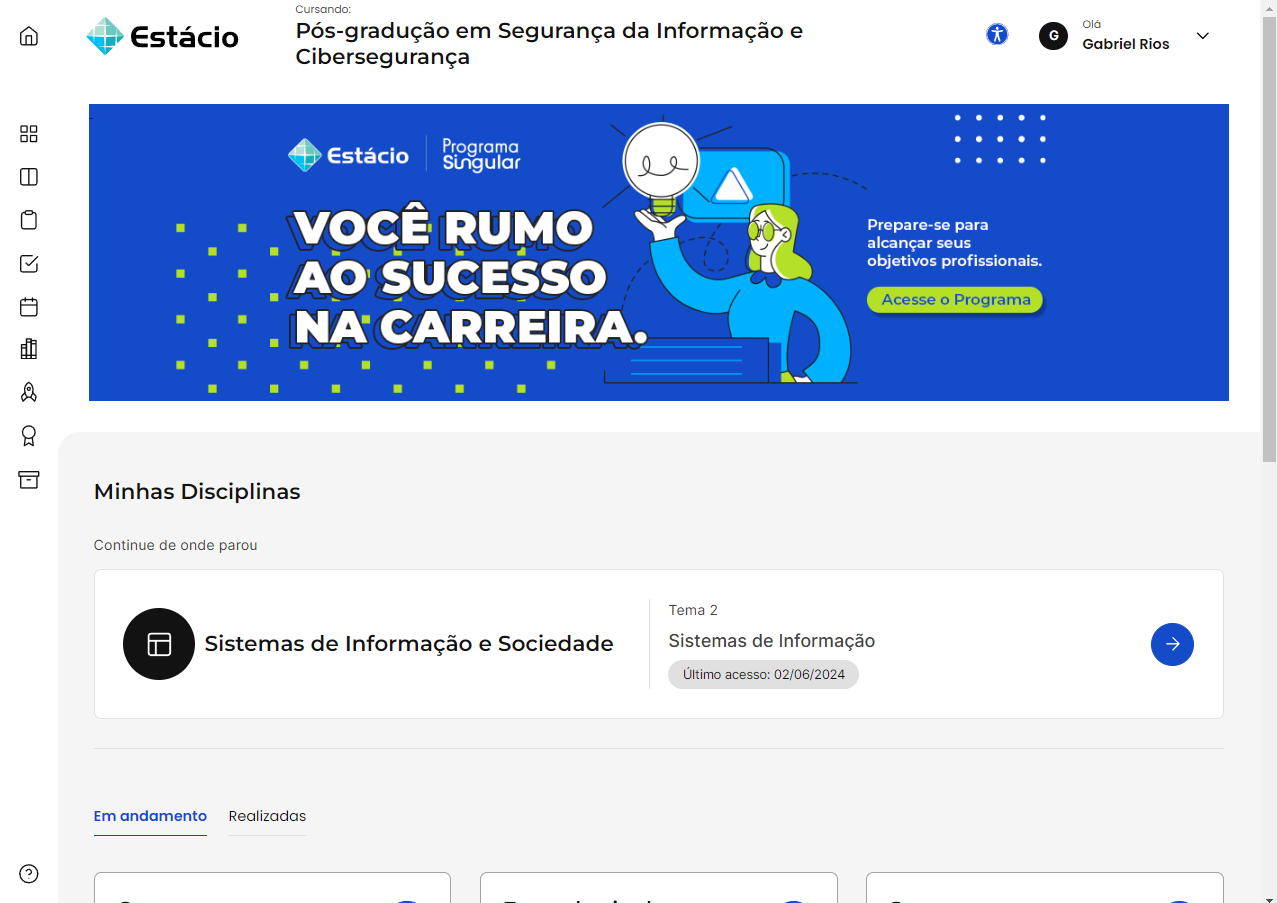 Cursando:
Pós-gradução em Segurança da Informação e
Cibersegurança
Estácio
G
Olá
Gabriel Rios
Estácio
Programa
Singular
VOCÊ RUMO
AO SUCESSO
NA CARREIRA.
Prepare-se para
alcançar seus
objetivos profissionais.
Acesse o Programa
Minhas Disciplinas
Continue de onde parou
Sistemas de Informação e Sociedade
Tema 2
Sistemas de Informação
Último acesso: 02/06/2024
Em andamento
Realizadas